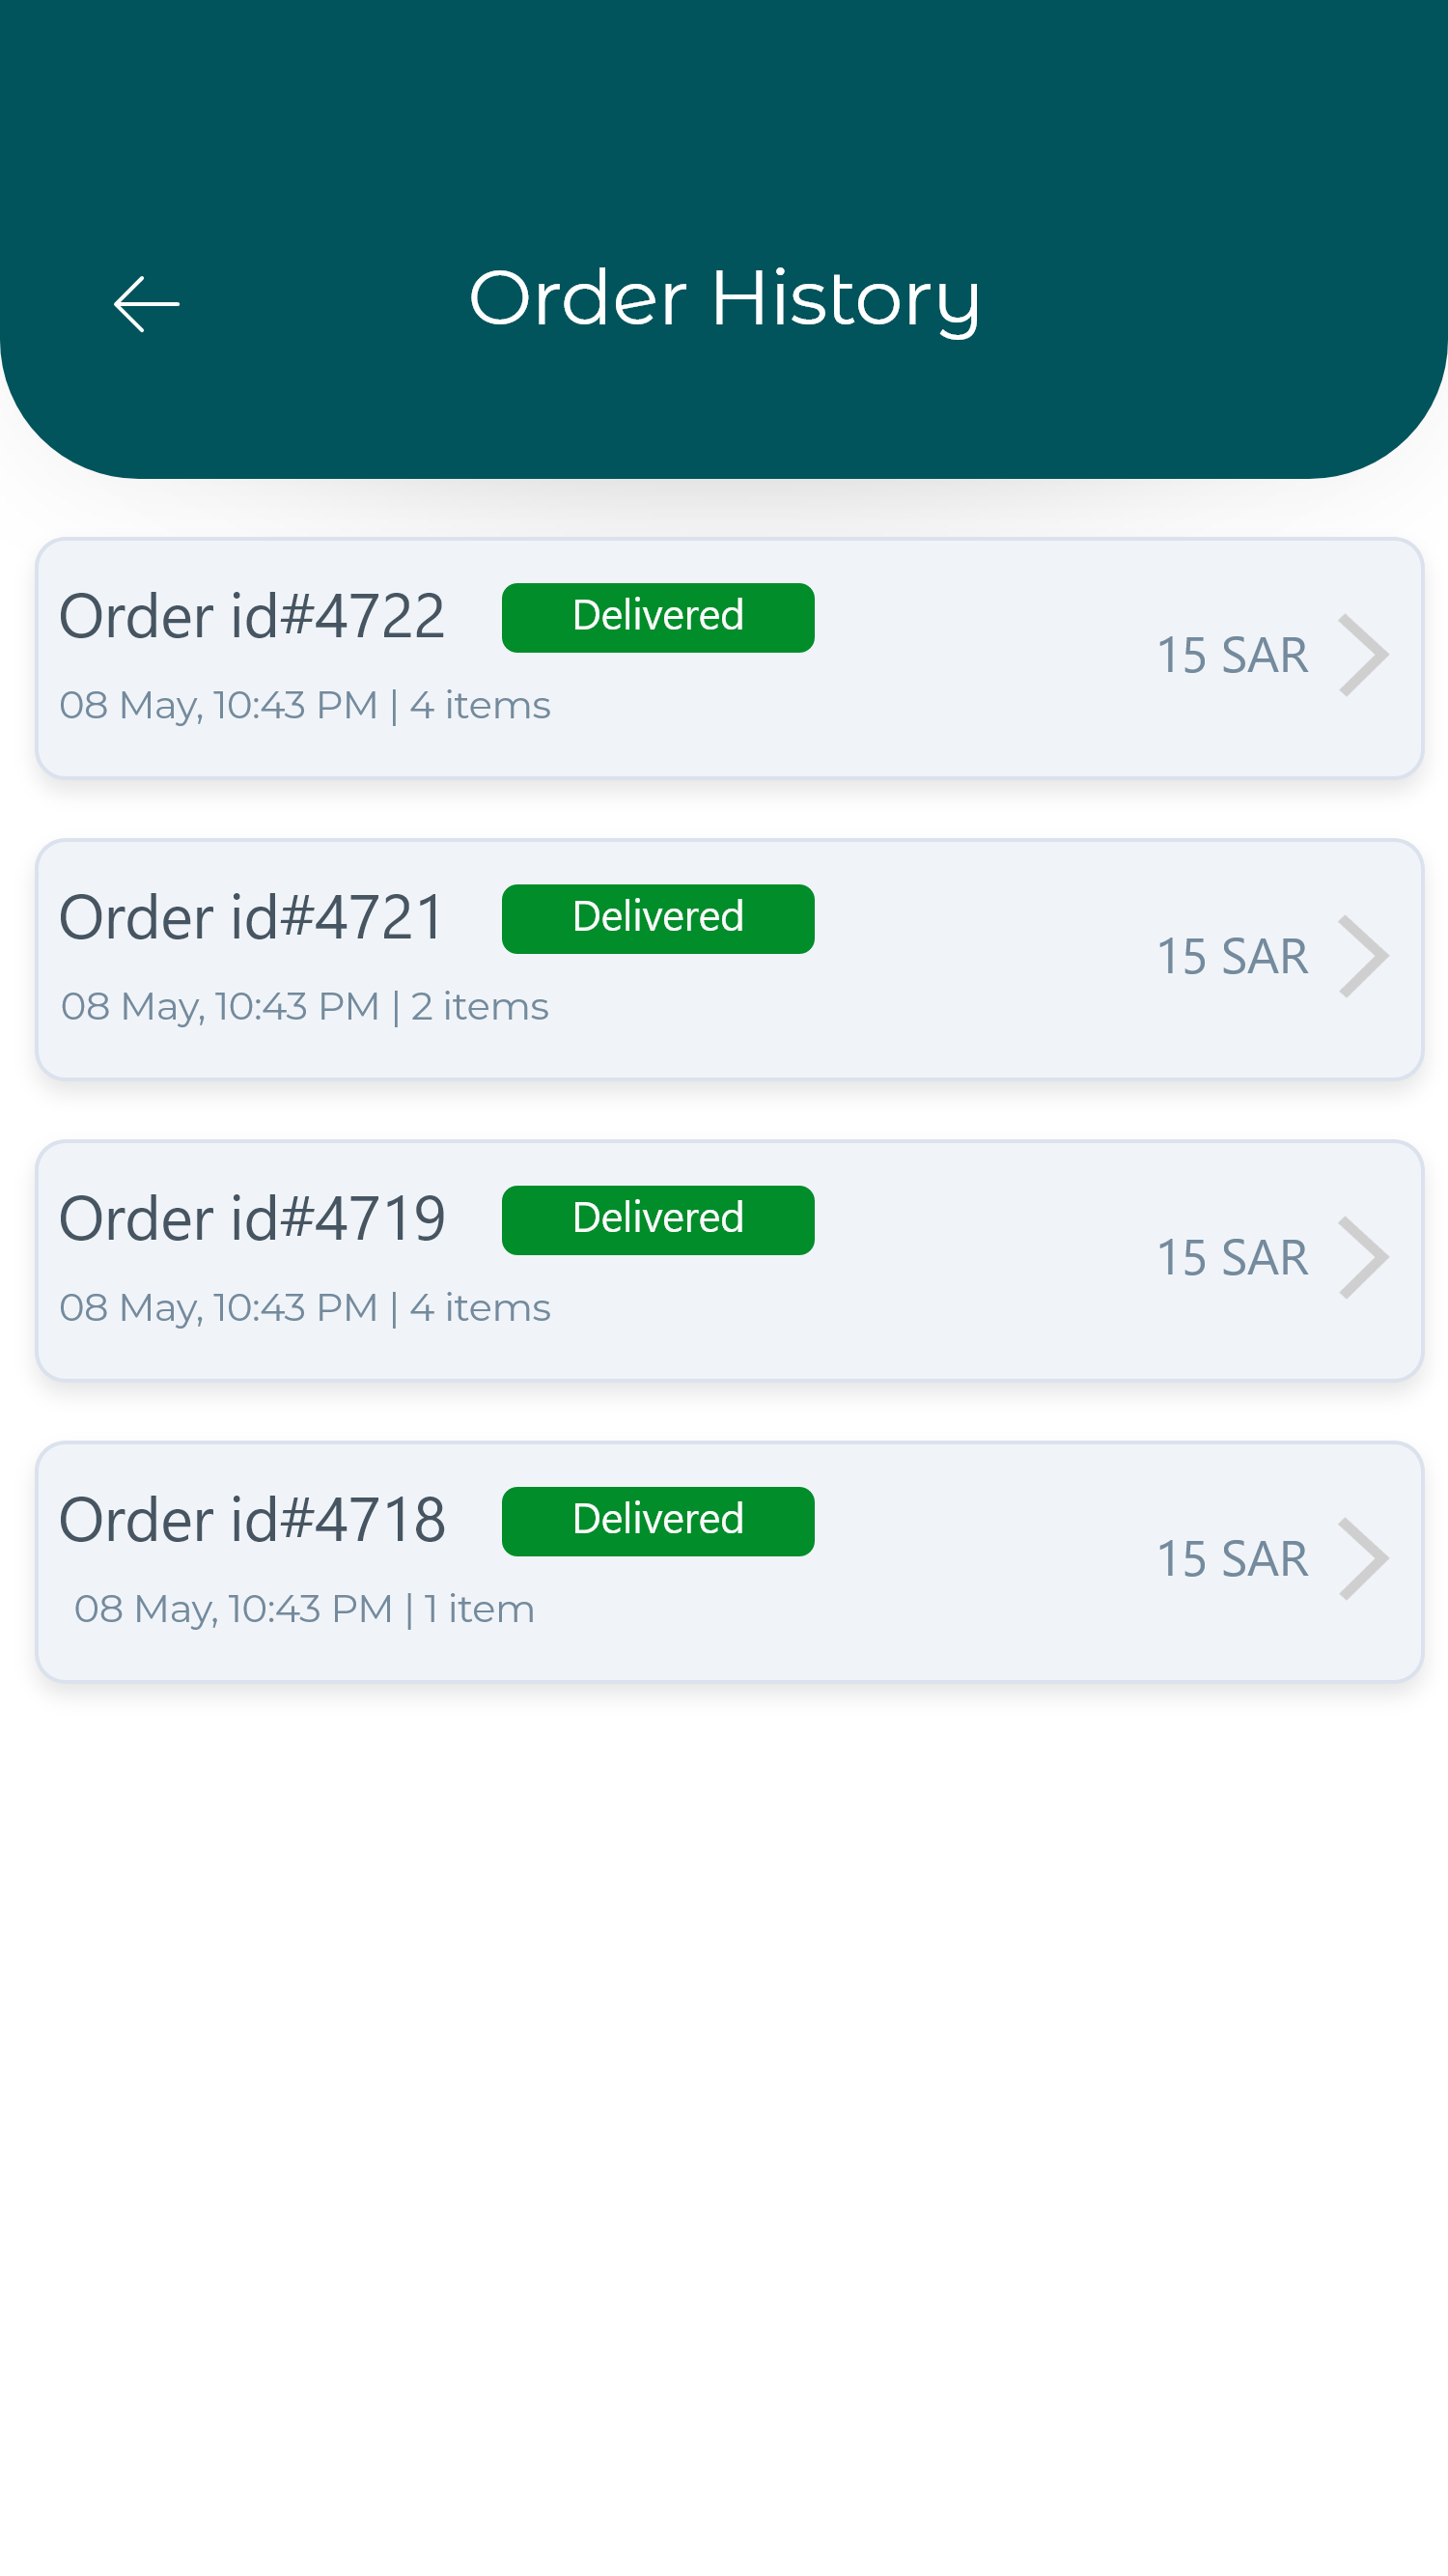 Order History
Order id#4722 Delivered
15 SAR
08 May, 10:43 PM | 4 items
Order id#4721 Delivered
15 SAR
08 May, 10:43 PM | 2 items
Order id#4719 Delivered
15 SAR
08 May, 10:43 PM | 4 items
Order id#4718 Delivered
15 SAR
08 May, 10:43 PM | 1 item